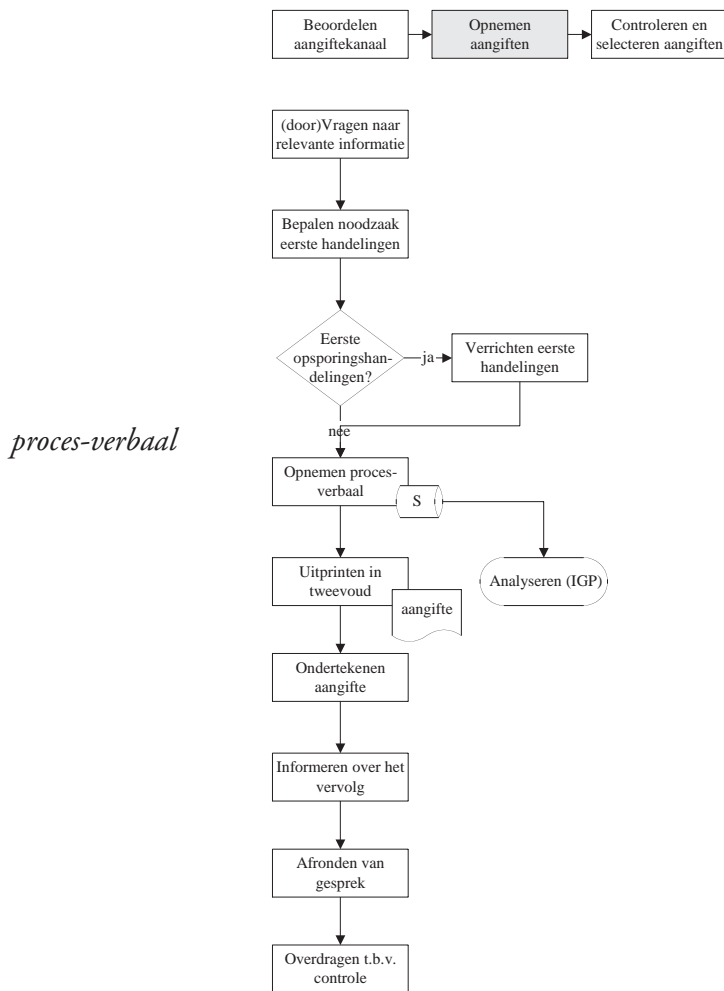 Beoordelen
aangiftekanaal
Opnemen
aangiften
Controleren en
selecteren aangiften
(door)Vragen naar
relevante informatie
Bepalen noodzaak
eerste handelingen
Eerste
opsporingshan-
delingen?
ja
Verrichten eerste
handelingen
nee
proces-verbaal
Opnemen proces-
verbaal
S
Analyseren (IGP)
Uitprinten in
tweevoud
aangifte
Ondertekenen
aangifte
Informeren over het
vervolg
Afronden van
gesprek
Overdragen t.b.v.
controle